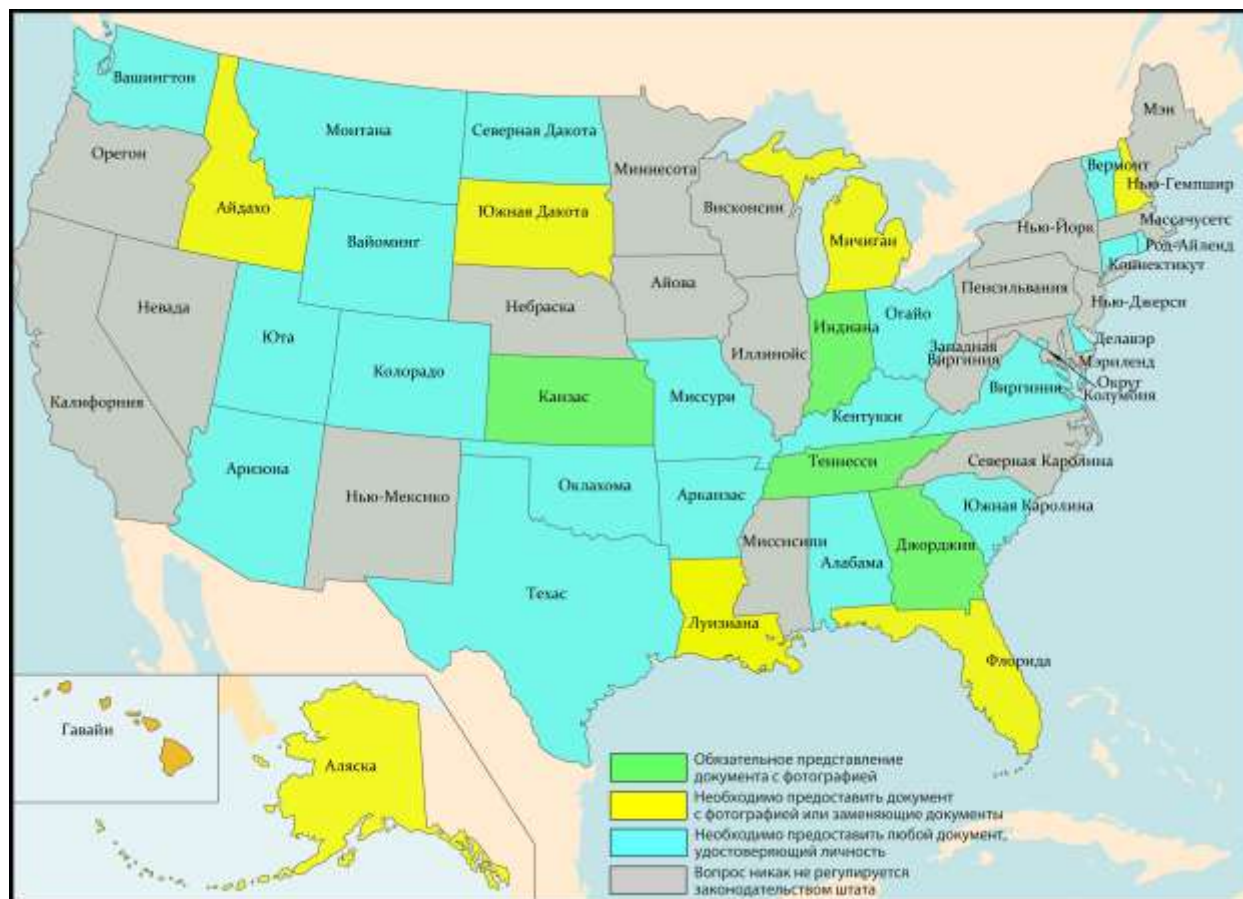 Вашингтон
Монтана
Северная Дакота
Миннесота
Мэн
Орегон
Айдахо
Южная Дакота
Висконсин
Мичиган
Вермонт
Нью-Гемпшир
Массачусетс
Нью-Йорк
Род-Айленд
Коннектикут
Вайоминг
Невада
Юта
Колорадо
Небраска
Айова
Иллинойс
Индиана
Огайо
Пенсильвания
Нью-Джерси
Делавэр
Мэриленд
Западная
Виргиния
Виргиния
Округ
Колумбия
Калифорния
Канзас
Миссури
Кентукки
Аризона
Нью-Мексико
Оклахома
Арканзас
Теннесси
Северная Каролина
Южная Каролина
Техас
Миссисипи
Алабама
Джорджия
Луизиана
Флорида
Гавайи
Аляска
Обязательное представление
документа с фотографией
Необходимо предоставить документ
с фотографией или заменяющие документы
Необходимо предоставить любой документ,
удостоверяющий личность
Вопрос никак не регулируется
законодательством штата